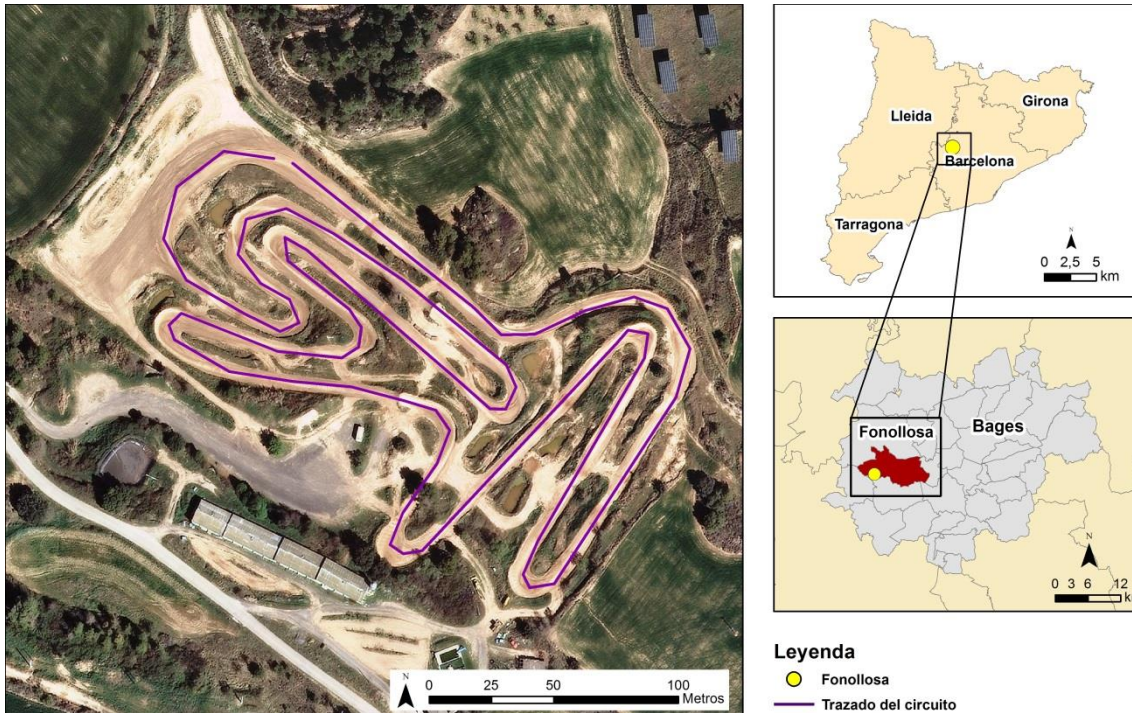 N
0 25 50 100
Metros
Lleida
Girona
Barcelona
Tarragona
N
0 2,5 5
km
Fonollosa
Bages
N
0 3 6 12
Leyenda
Fonollosa
Trazado del circuito